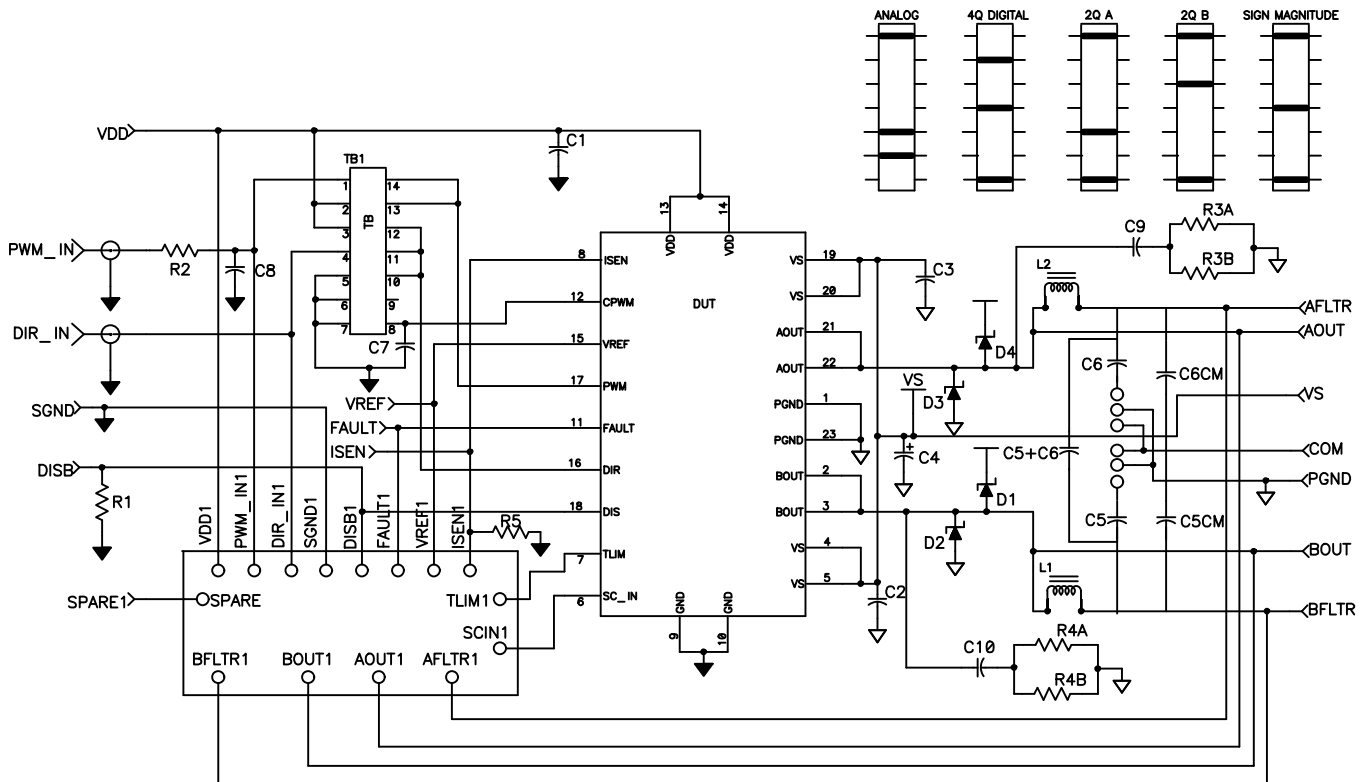 ANALOG 4Q DIGITAL 2Q A 2Q B SIGN MAGNITUDE
VDD
C1
TB1
1 14
2 13
3 12
4 11
5 10
6 9
7 8
TB
PWM_IN
R2
C8
DIR_IN
C7
SGND
VREF
FAULT
ISEN
DISB
R1
R5
VDD1
PWM_IN1
DIR_IN1
SGND1
DISB1
FAULT1
VREF1
ISEN1
SPARE1
SPARE
TLIM1
SCIN1
BFLTR1
BOUT1
AOUT1
AFLTR1
13 14
VDD VDD
DUT
8 ISEN
12 CPWM
15 VREF
17 PWM
11 FAULT
16 DIR
18 DIS
7 TLIM
6 SC_IN
VS 19
VS 20
AOUT 21
AOUT 22
PGND 1
PGND 23
BOUT 2
BOUT 3
VS 4
VS 5
GND GND
9 10
C3
C9
R3A
R3B
L2
D4
D3
VS
C4
C6
C6CM
C5+C6
D1
D2
C5
C5CM
C2
L1
C10
R4A
R4B
AFLTR
AOUT
VS
COM
PGND
BOUT
BFLTR